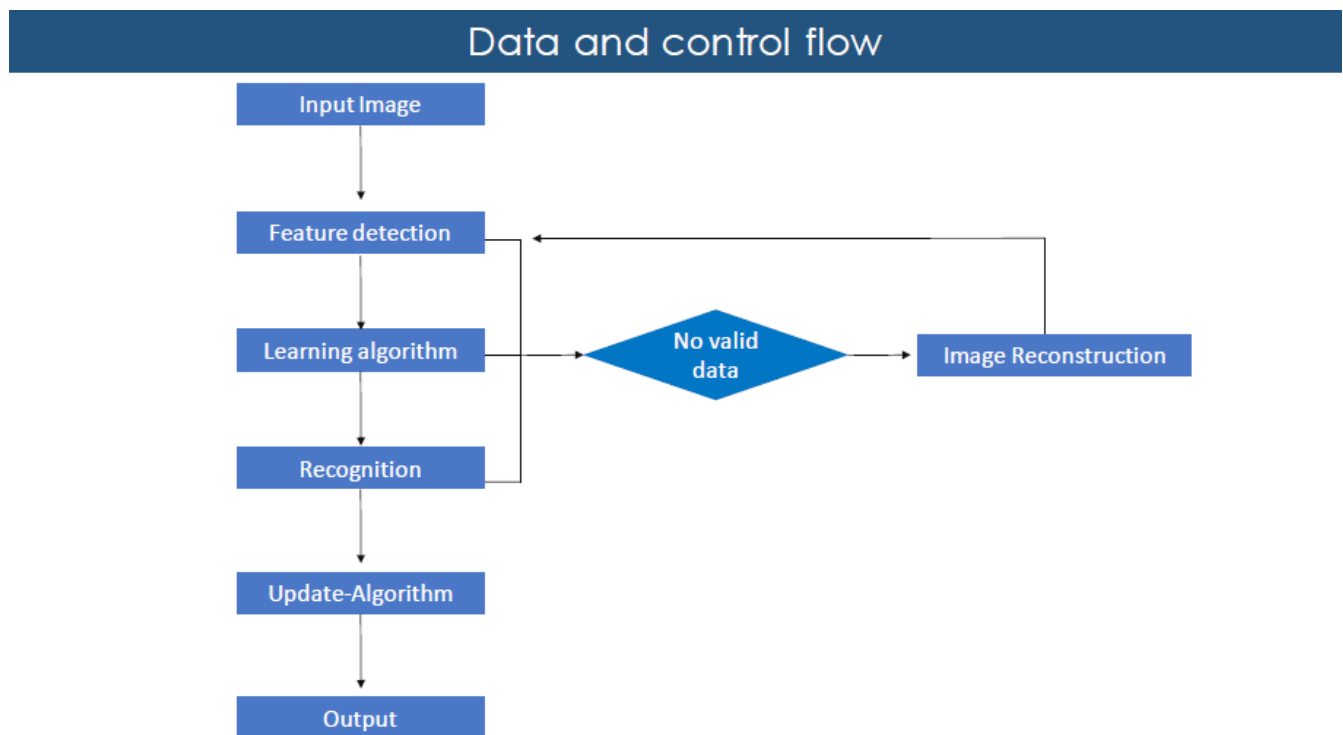 Data and control flow
Input Image
Feature detection
Learning algorithm
No valid
data
Image Reconstruction
Recognition
Update-Algorithm
Output